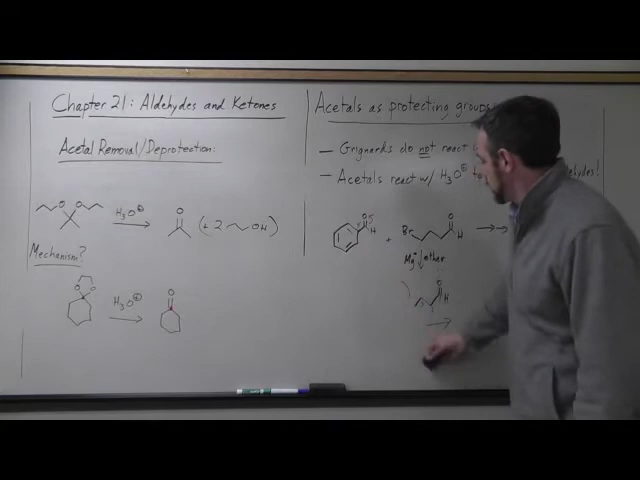 Chapter 21: Aldehydes and Ketones
Acetal Removal/Deprotection:
H3O⊕
O
(+ 2 OH)
Mechanism?
H3O⊕
O
Acetals as protecting groups
– Grignards do not react
– Acetals react w/ H3O⊕ to
aldehydes!
O
H
+
Br
O
H
Mg° ether
O
H